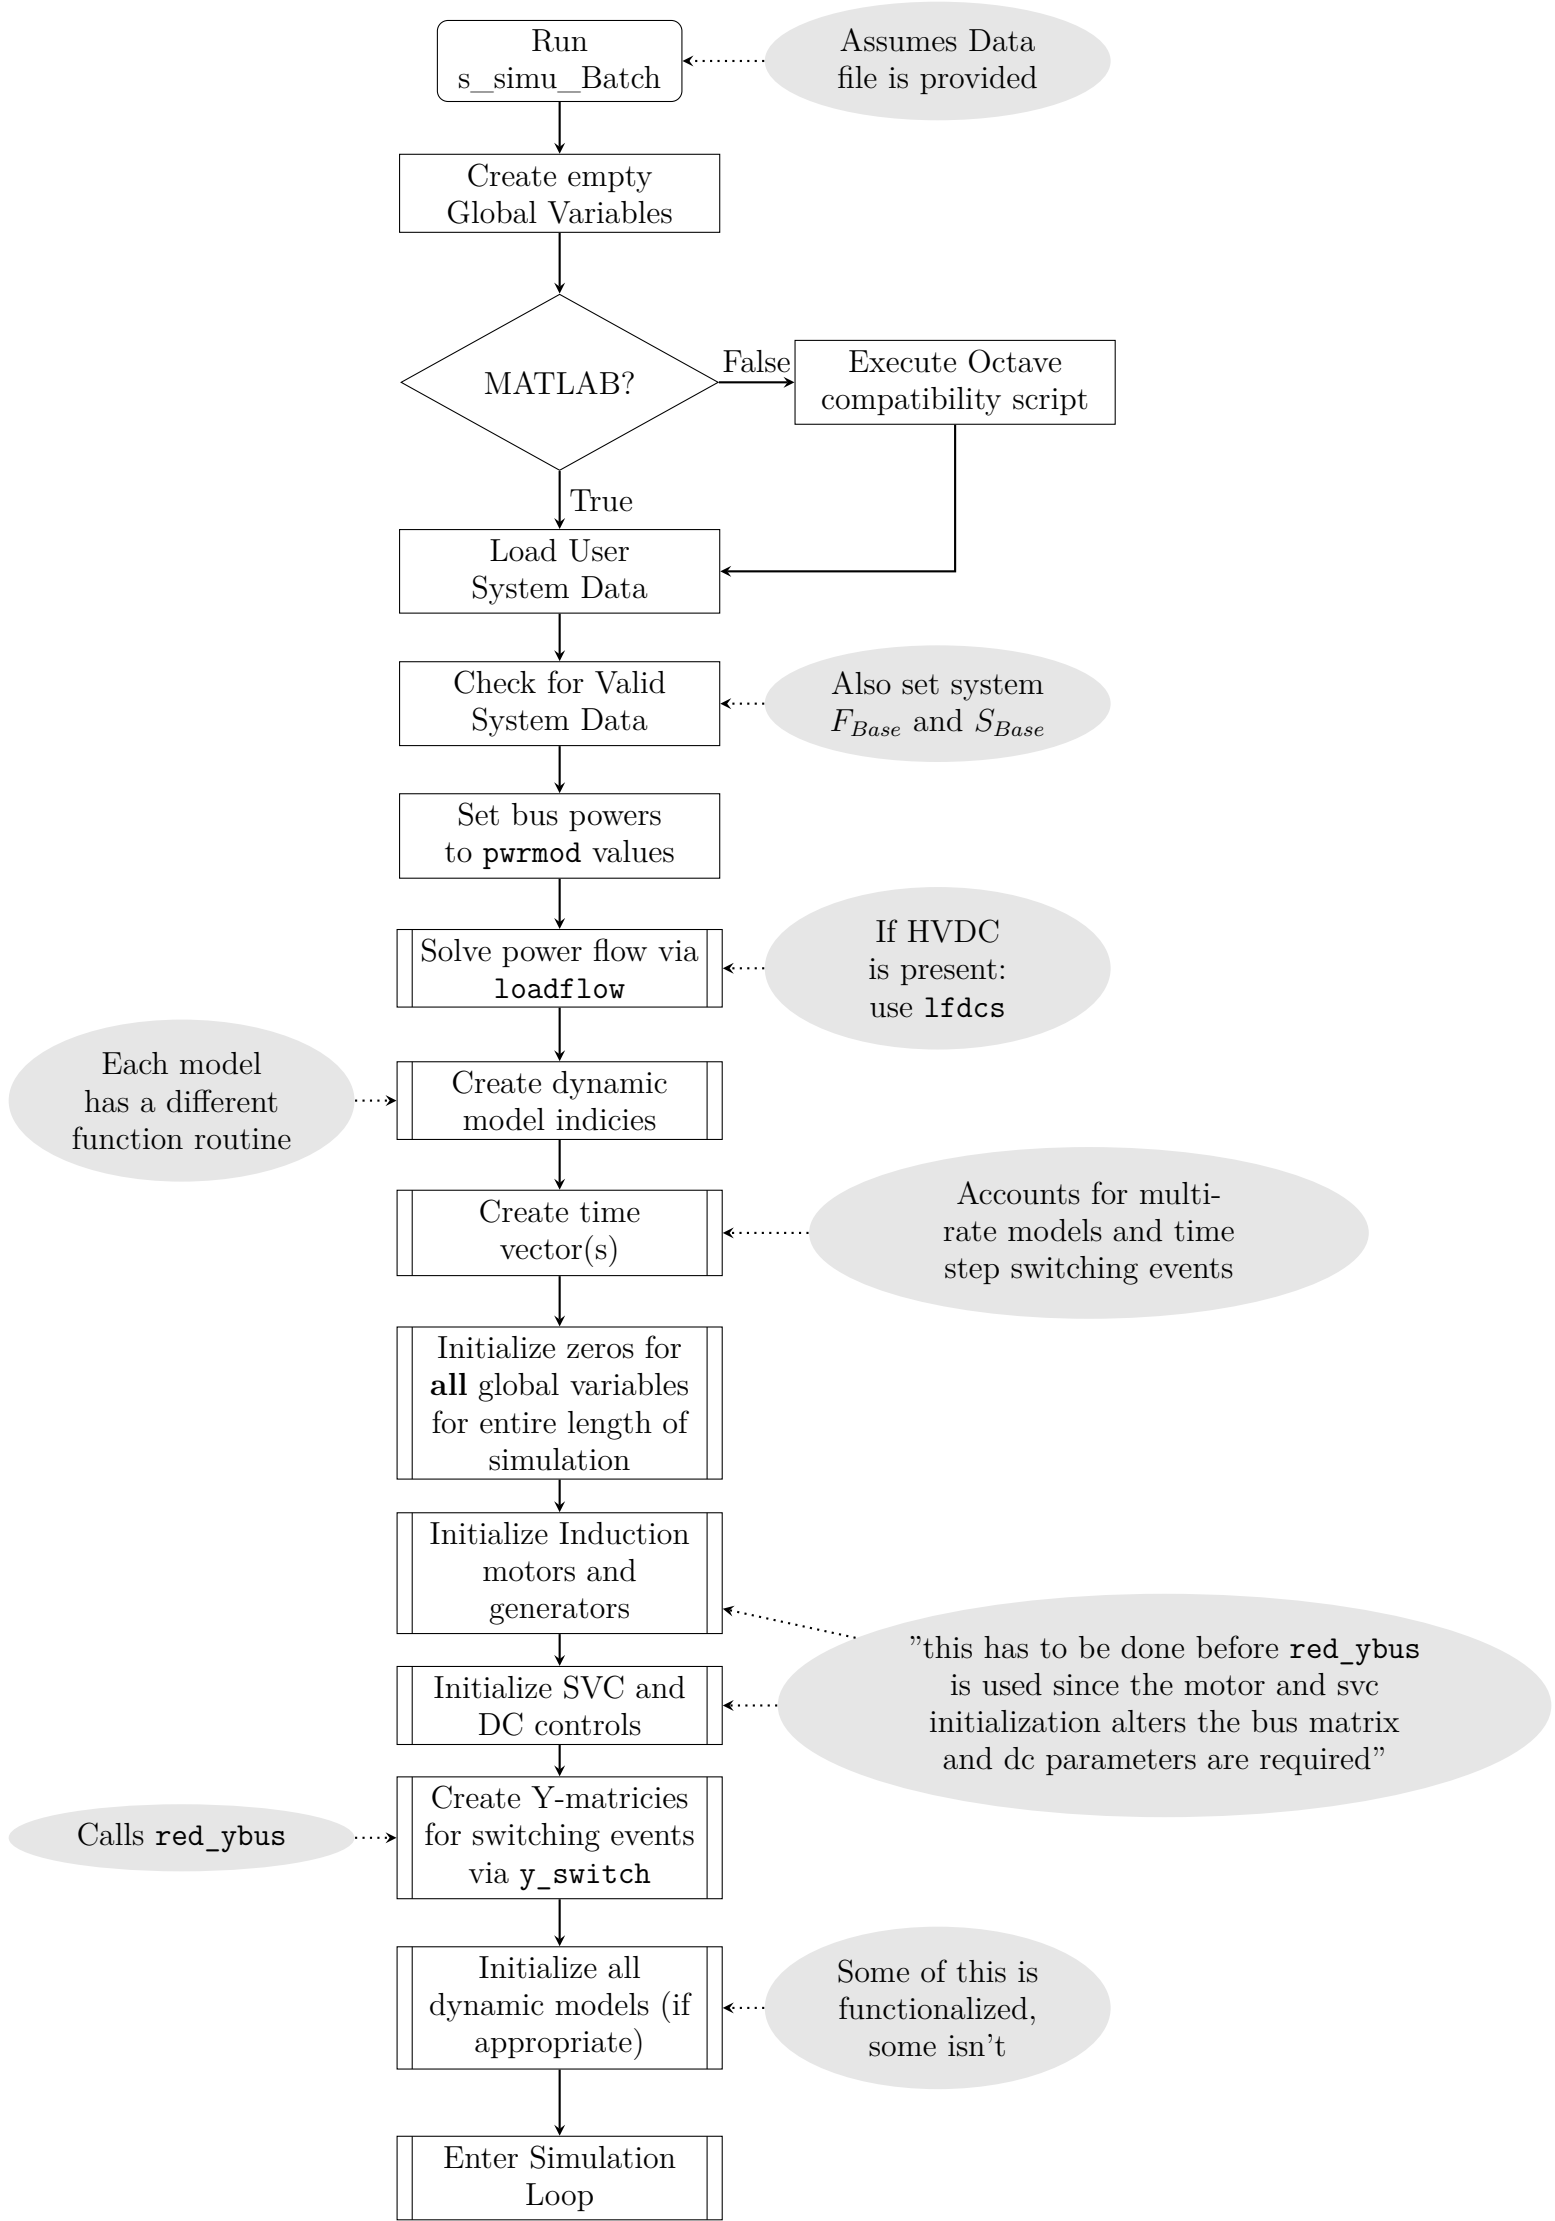 Run
s_simu_Batch
Assumes Data
file is provided
Create empty
Global Variables
MATLAB?
False
Execute Octave
compatibility script
True
Load User
System Data
Check for Valid
System Data
Also set system
F_Base and S_Base
Set bus powers
to pwrmod values
Solve power flow via
loadflow
If HVDC
is present:
use lfdcs
Each model
has a different
function routine
Create dynamic
model indicies
Create time
vector(s)
Accounts for multi-
rate models and time
step switching events
Initialize zeros for
all global variables
for entire length of
simulation
Initialize Induction
motors and
generators
Initialize SVC and
DC controls
"this has to be done before red_ybus
is used since the motor and svc
initialization alters the bus matrix
and dc parameters are required"
Calls red_ybus
Create Y-matricies
for switching events
via y_switch
Initialize all
dynamic models (if
appropriate)
Some of this is
functionalized,
some isn't
Enter Simulation
Loop